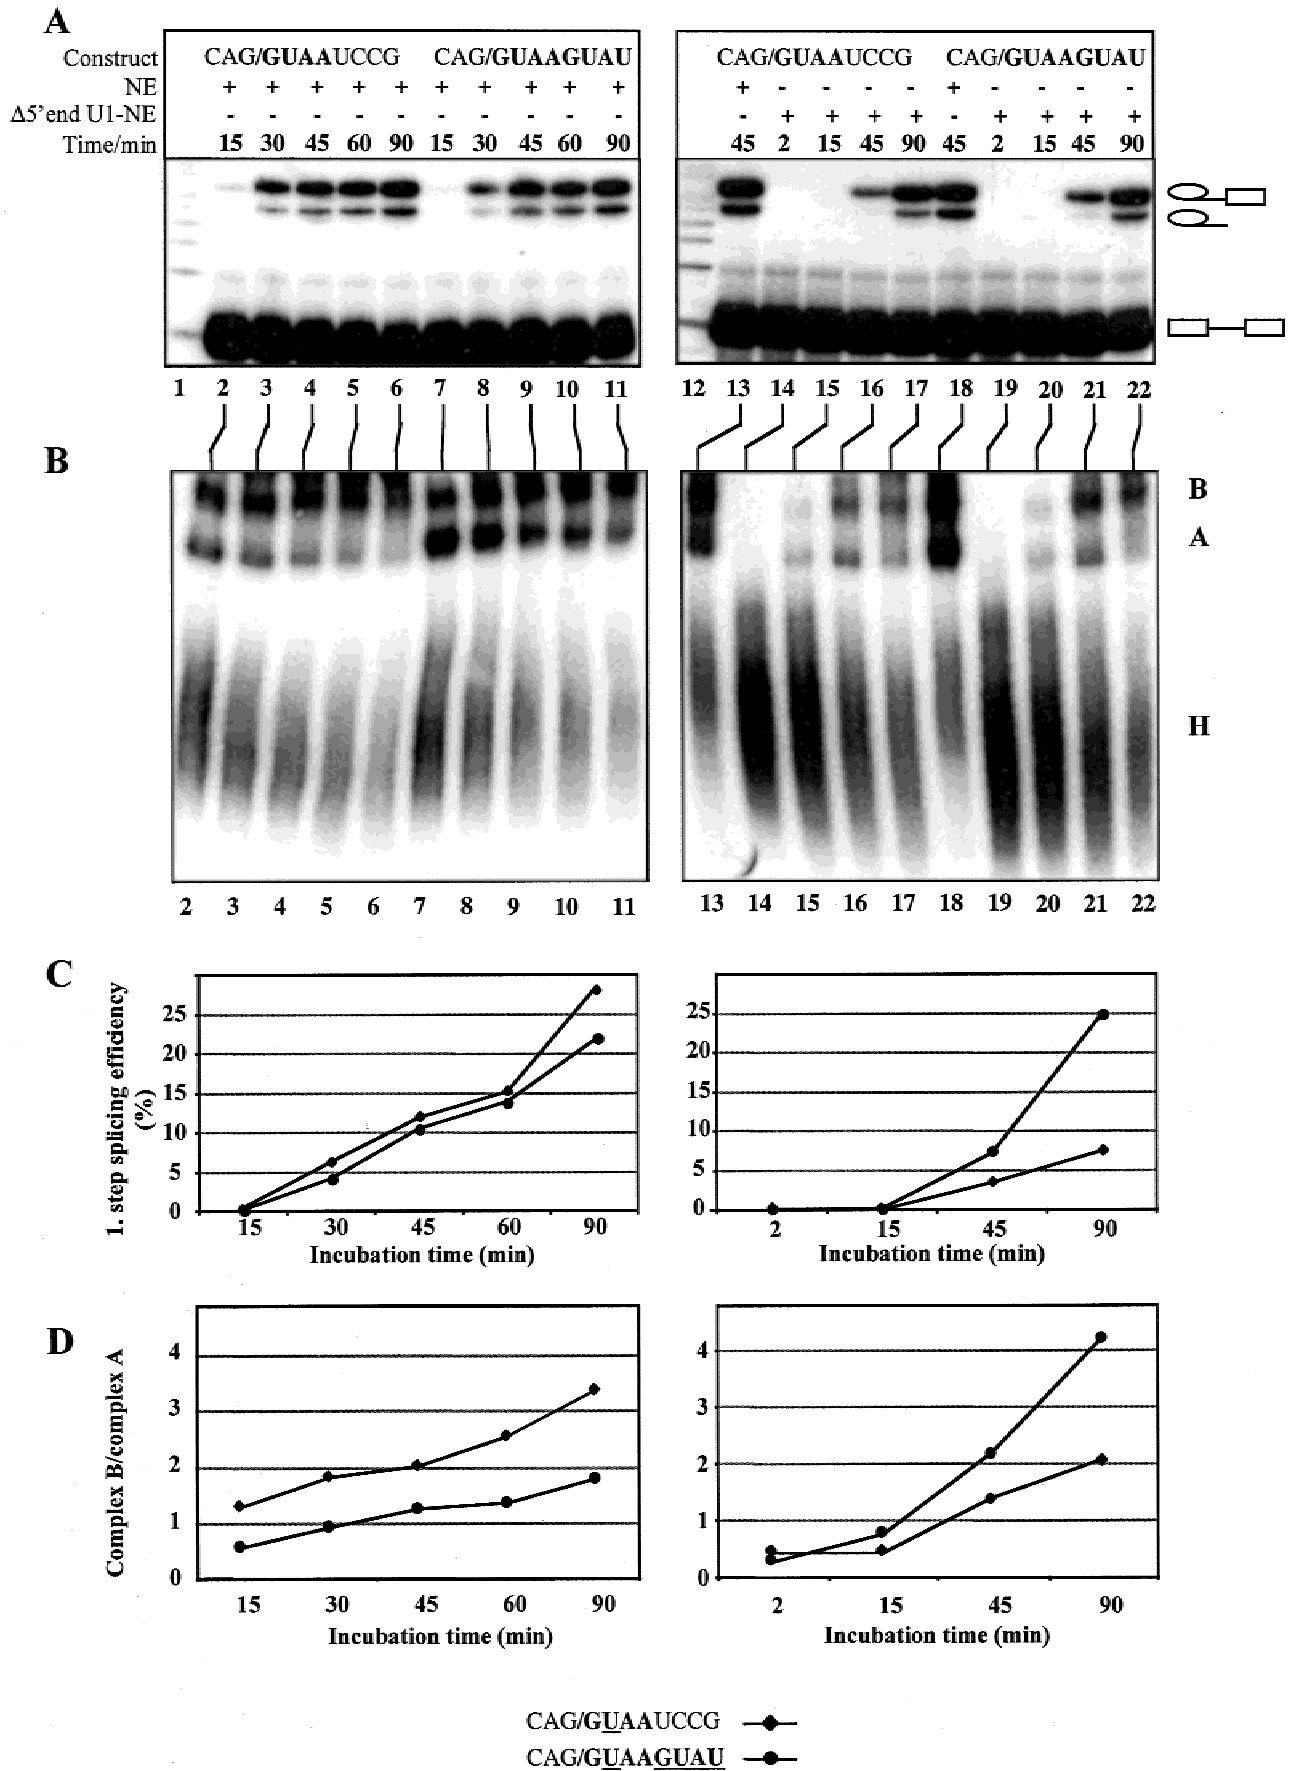 A
Construct CAG/GUAAUCCG CAG/GUAAGUAU CAG/GUAAUCCG CAG/GUAAGUAU
NE + + + + + + + + + + + - - - - + - - - -
Δ5'end U1-NE - - - - - - - - - - - + + + + - + + + +
Time/min 15 30 45 60 90 15 30 45 60 90 45 2 15 45 90 45 2 15 45 90
1 2 3 4 5 6 7 8 9 10 11 12 13 14 15 16 17 18 19 20 21 22
B
B
A
H
2 3 4 5 6 7 8 9 10 11 13 14 15 16 17 18 19 20 21 22
C
1. step splicing efficiency
(%)
25 25
20 20
15 15
10 10
5 5
0 0
15 30 45 60 90 2 15 45 90
Incubation time (min) Incubation time (min)
D
Complex B/complex A
4 4
3 3
2 2
1 1
0 0
15 30 45 60 90 2 15 45 90
Incubation time (min) Incubation time (min)
CAG/GUAAUCCG
CAG/GUAAGUAU